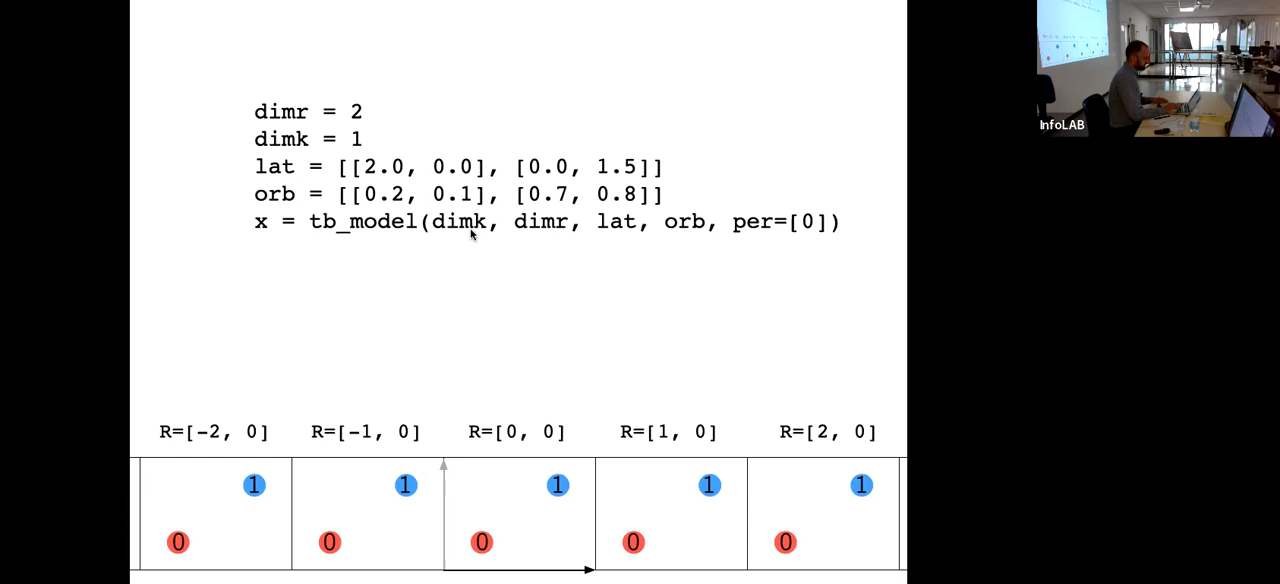 dimr = 2
dimk = 1
lat = [[2.0, 0.0], [0.0, 1.5]]
orb = [[0.2, 0.1], [0.7, 0.8]]
x = tb_model(dimk, dimr, lat, orb, per=[0])
R=[-2, 0] R=[-1, 0] R=[0, 0] R=[1, 0] R=[2, 0]
1 1 1 1 1
0 0 0 0 0
InfoLAB